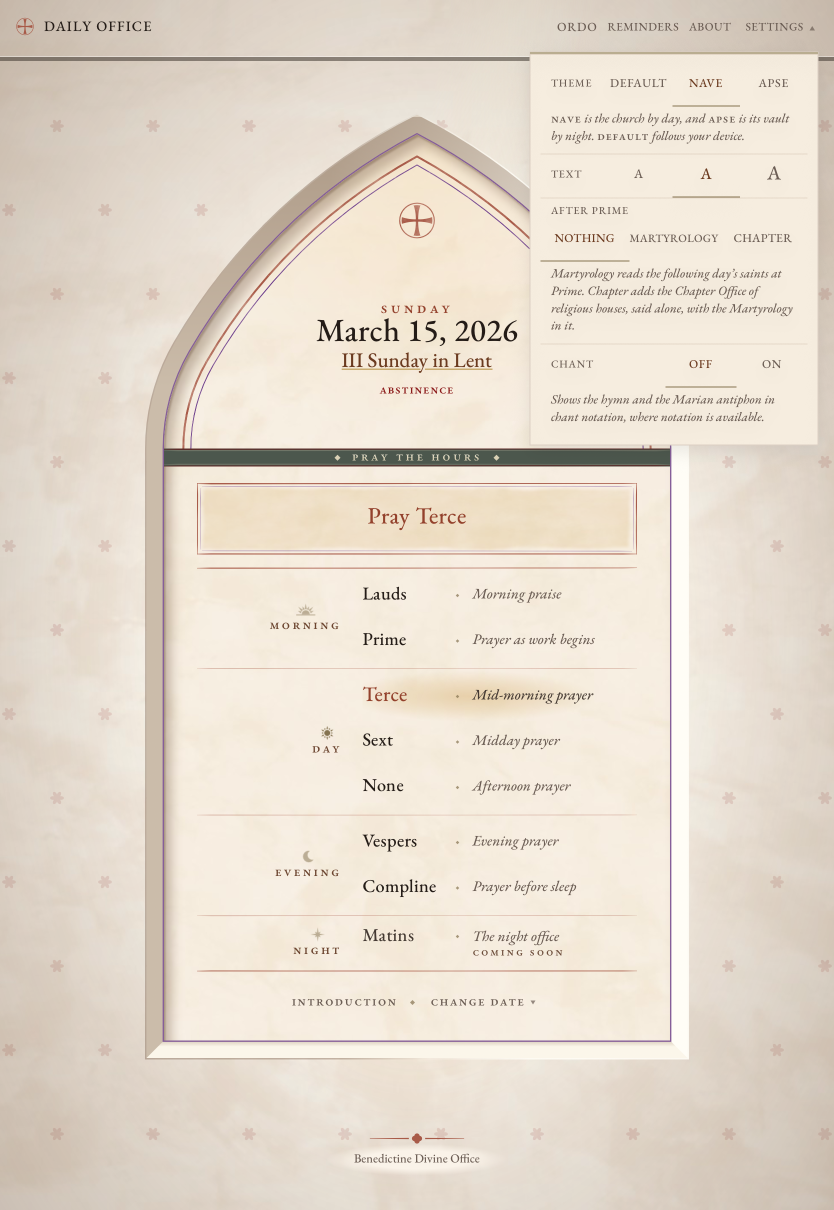 DAILY OFFICE
ORDO REMINDERS ABOUT SETTINGS ▲
THEME DEFAULT NAVE APSE
NAVE is the church by day, and APSE is its vault
by night. DEFAULT follows your device.
TEXT A A A
AFTER PRIME
NOTHING MARTYROLOGY CHAPTER
Martyrology reads the following day's saints at
Prime. Chapter adds the Chapter Office of
religious houses, said alone, with the Martyrology
in it.
CHANT OFF ON
Shows the hymn and the Marian antiphon in
chant notation, where notation is available.
SUNDAY
March 15, 2026
III Sunday in Lent
ABSTINENCE
◆ PRAY THE HOURS ◆
Pray Terce
MORNING
Lauds • Morning praise
Prime • Prayer as work begins
DAY
Terce • Mid-morning prayer
Sext • Midday prayer
None • Afternoon prayer
EVENING
Vespers • Evening prayer
Compline • Prayer before sleep
NIGHT
Matins • The night office
COMING SOON
INTRODUCTION ◆ CHANGE DATE ▼
Benedictine Divine Office